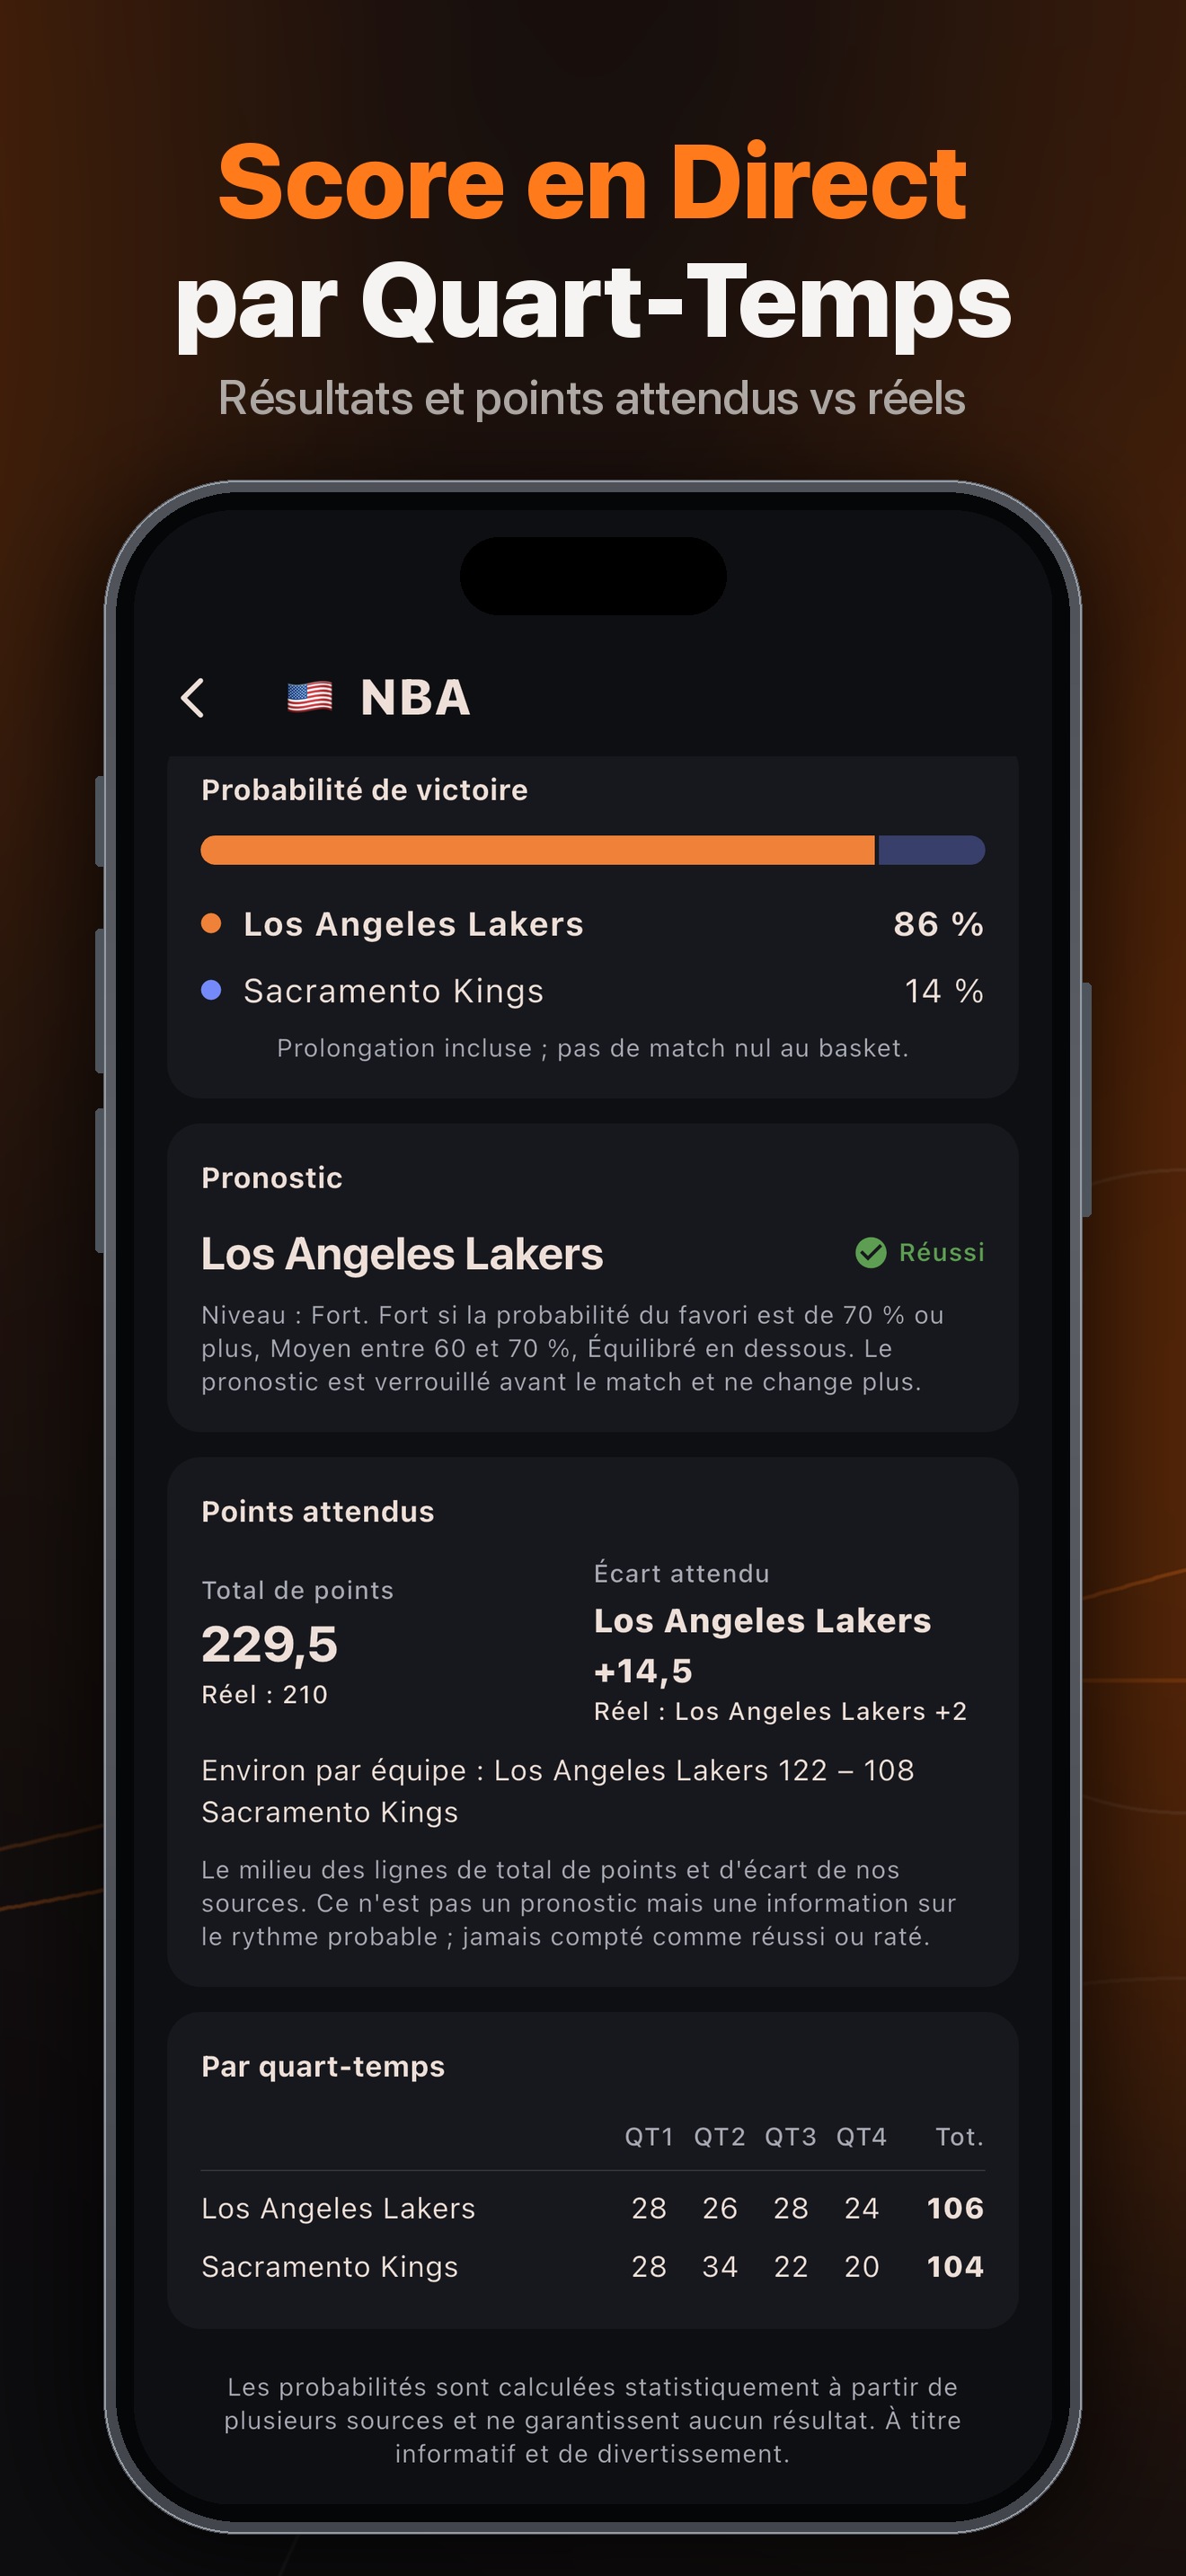 Score en Direct
par Quart-Temps
Résultats et points attendus vs réels
NBA
Probabilité de victoire
Los Angeles Lakers 86 %
Sacramento Kings 14 %
Prolongation incluse ; pas de match nul au basket.
Pronostic
Los Angeles Lakers Réussi
Niveau : Fort. Fort si la probabilité du favori est de 70 % ou
plus, Moyen entre 60 et 70 %, Équilibré en dessous. Le
pronostic est verrouillé avant le match et ne change plus.
Points attendus
Total de points
229,5
Réel : 210
Écart attendu
Los Angeles Lakers
+14,5
Réel : Los Angeles Lakers +2
Environ par équipe : Los Angeles Lakers 122 – 108
Sacramento Kings
Le milieu des lignes de total de points et d'écart de nos
sources. Ce n'est pas un pronostic mais une information sur
le rythme probable ; jamais compté comme réussi ou raté.
Par quart-temps
QT1 QT2 QT3 QT4 Tot.
Los Angeles Lakers 28 26 28 24 106
Sacramento Kings 28 34 22 20 104
Les probabilités sont calculées statistiquement à partir de
plusieurs sources et ne garantissent aucun résultat. À titre
informatif et de divertissement.